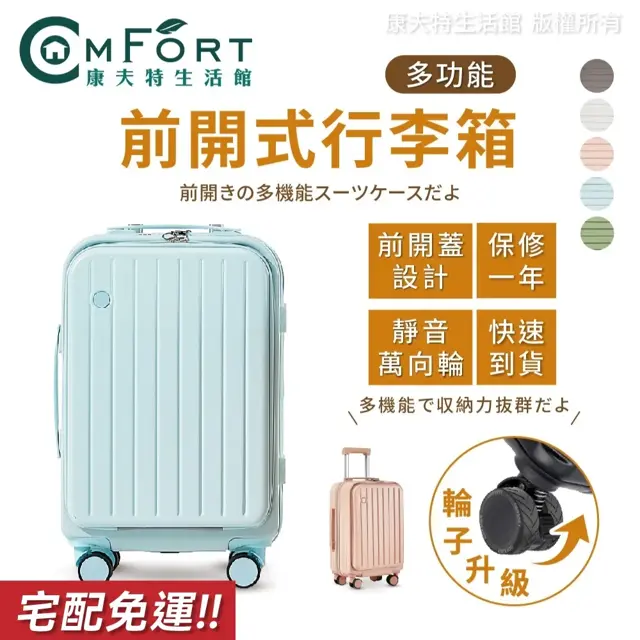 COMFORT
康夫特生活館
康夫特生活館 版權所有
多功能
前開式行李箱
前開きの多機能スーツケースだよ
前開蓋
設計
保修
一年
靜音
萬向輪
快速
到貨
多機能で収納力抜群だよ
輪子升級
宅配免運!!